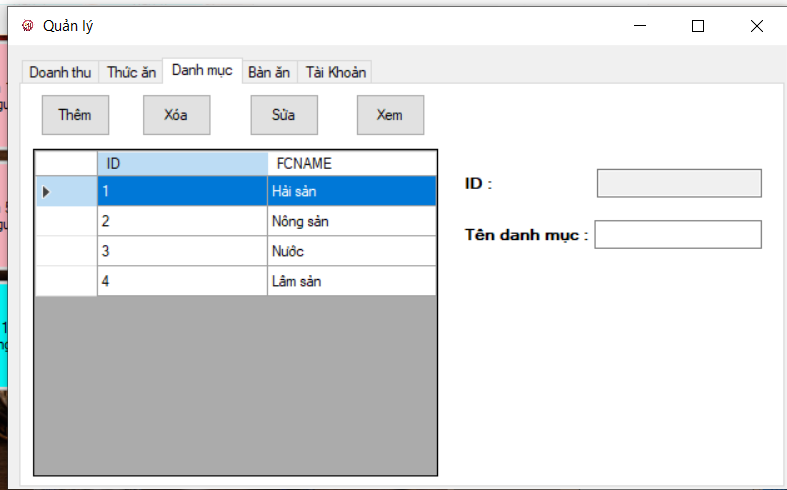 Quản lý
Doanh thu Thức ăn Danh mục Bàn ăn Tài Khoản
Thêm Xóa Sửa Xem
ID FCNAME
1 Hải sản
2 Nông sản
3 Nước
4 Lâm sản
ID :
Tên danh mục :